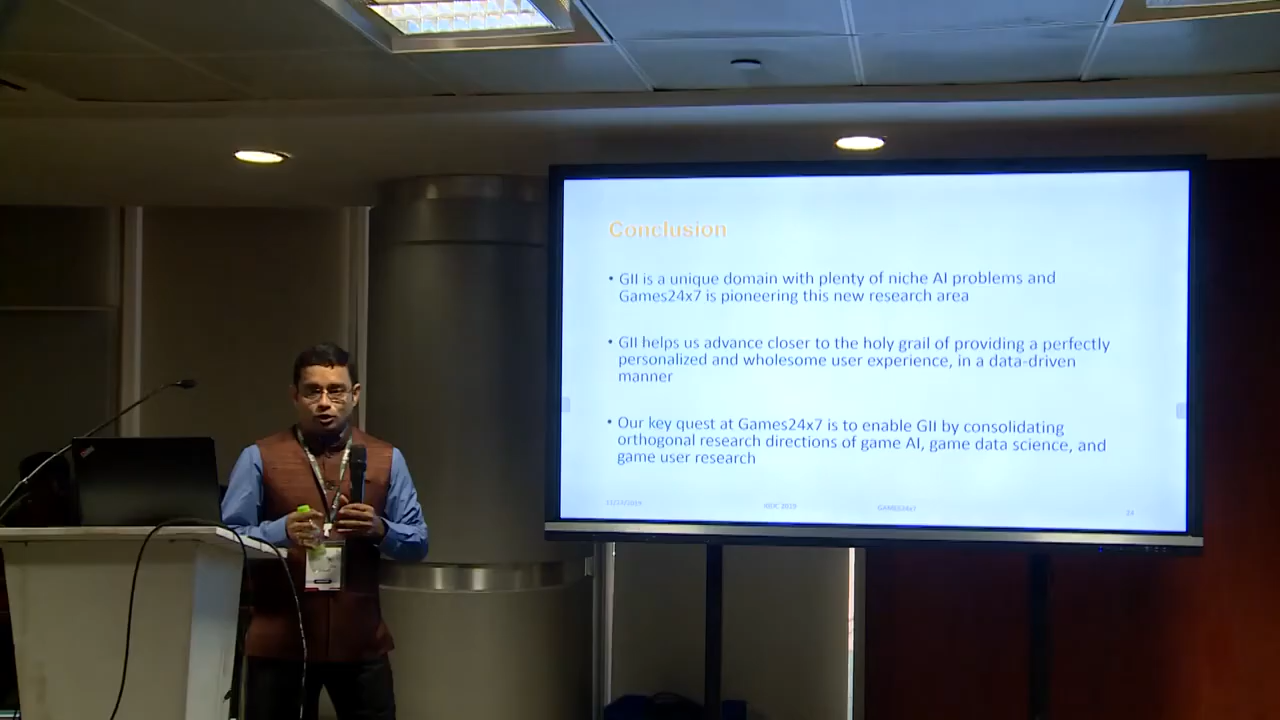 Conclusion
• GII is a unique domain with plenty of niche AI problems and
Games24x7 is pioneering this new research area
• GII helps us advance closer to the holy grail of providing a perfectly
personalized and wholesome user experience, in a data-driven
manner
• Our key quest at Games24x7 is to enable GII by consolidating
orthogonal research directions of game AI, game data science, and
game user research
GAMES24x7
24